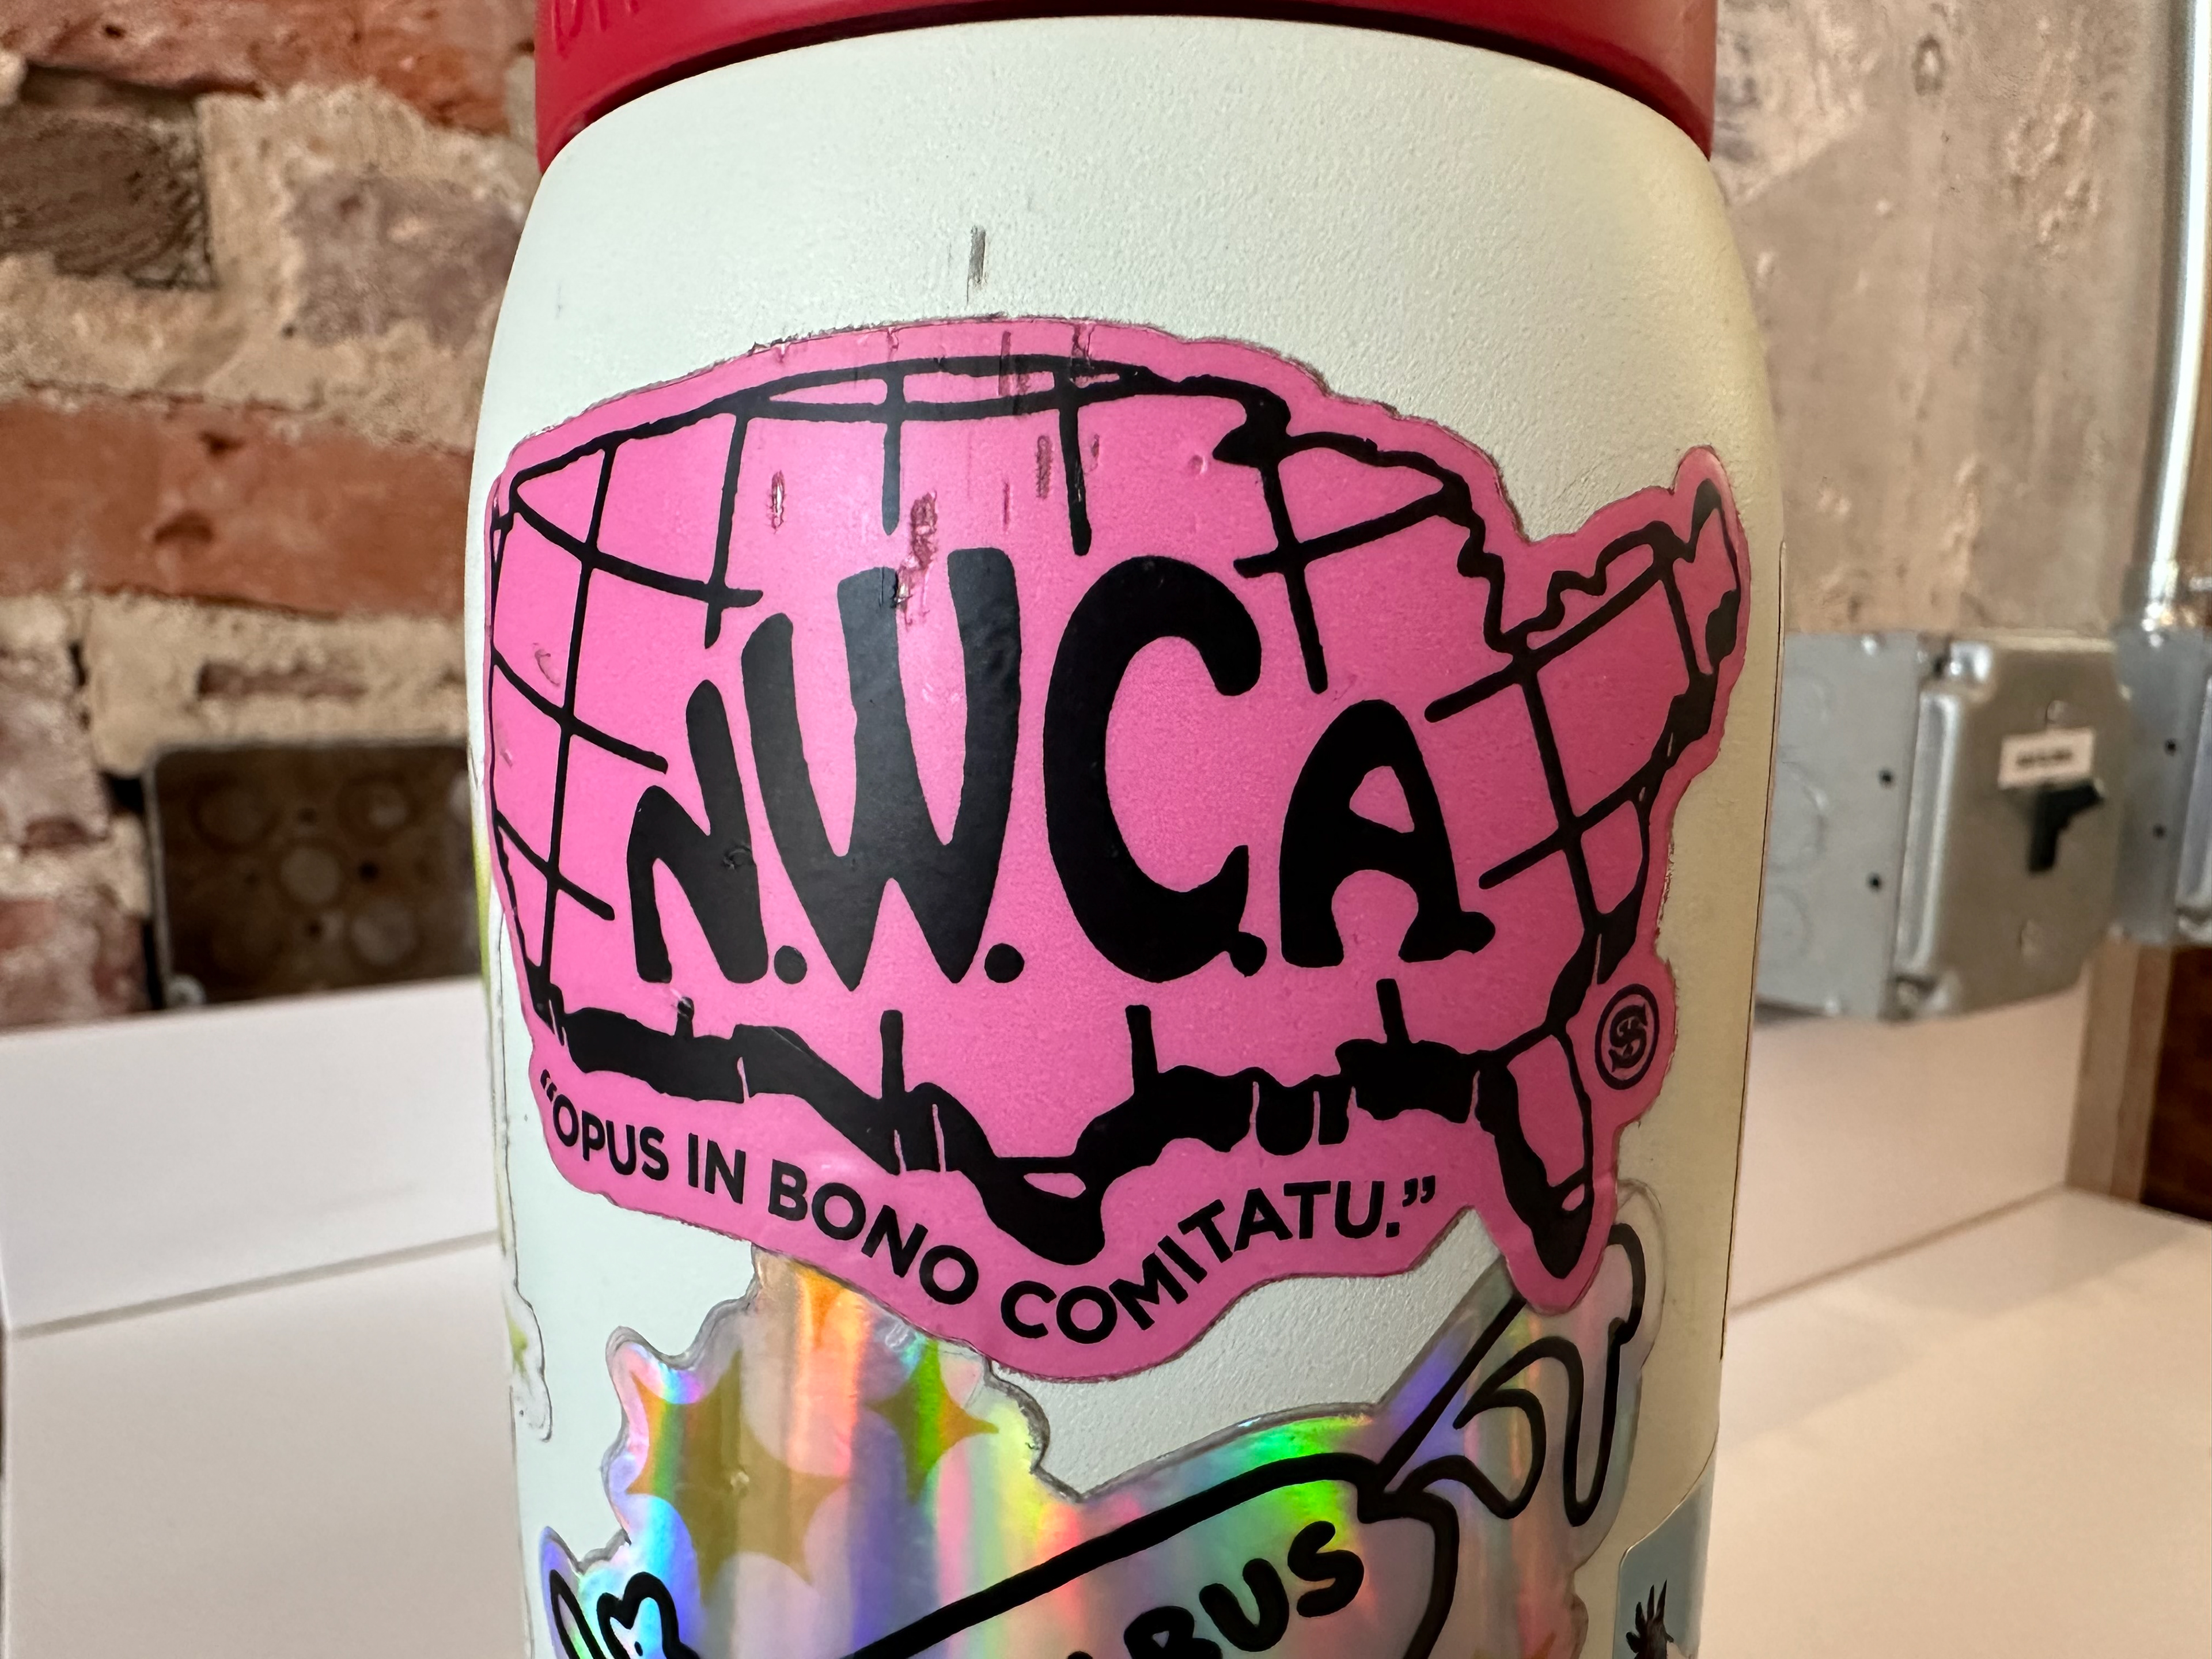 N.W.C.A
“OPUS IN BONO COMITATU.”